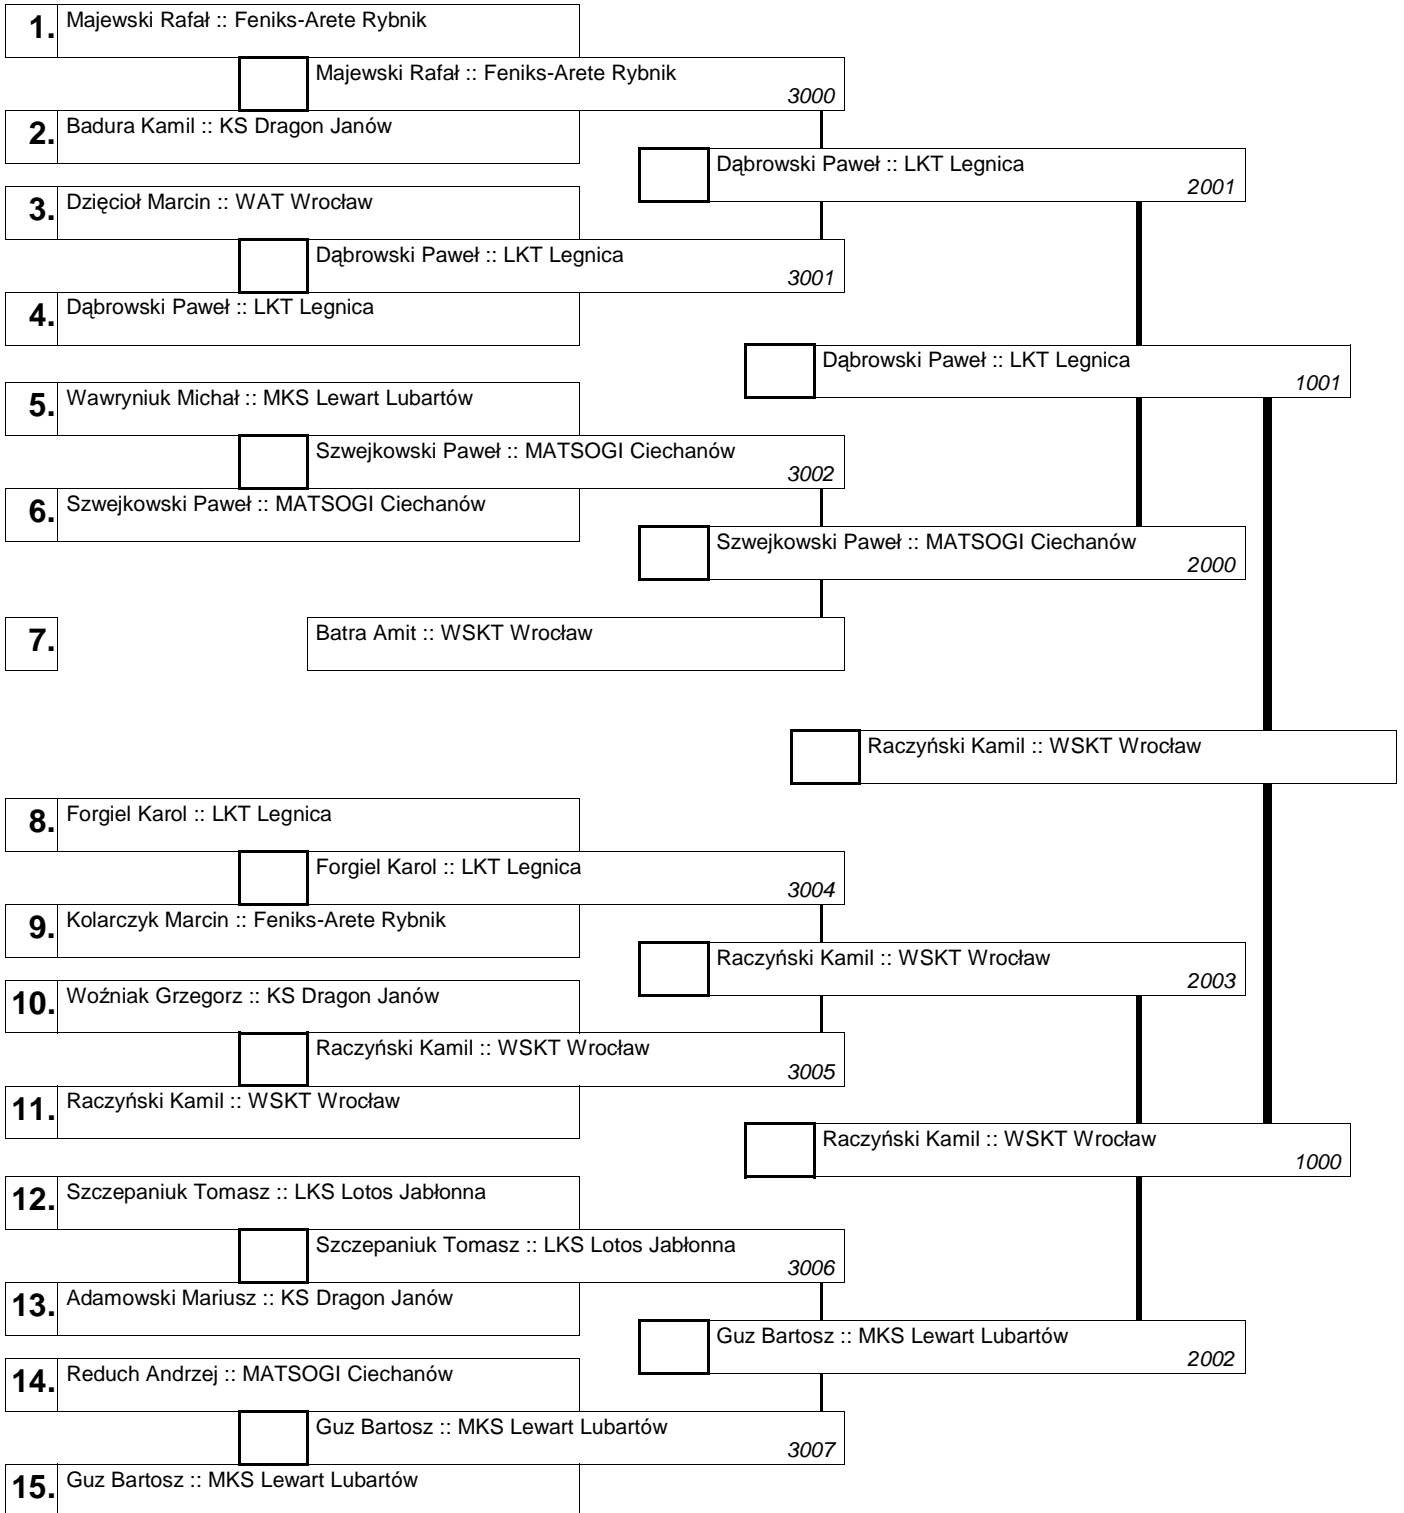 1. Majewski Rafał :: Feniks-Arete Rybnik
Majewski Rafał :: Feniks-Arete Rybnik
3000
2. Badura Kamil :: KS Dragon Janów
Dąbrowski Paweł :: LKT Legnica
2001
3. Dzięcioł Marcin :: WAT Wrocław
Dąbrowski Paweł :: LKT Legnica
3001
4. Dąbrowski Paweł :: LKT Legnica
Dąbrowski Paweł :: LKT Legnica
1001
5. Wawryniuk Michał :: MKS Lewart Lubartów
Szwejkowski Paweł :: MATSOGI Ciechanów
3002
6. Szwejkowski Paweł :: MATSOGI Ciechanów
Szwejkowski Paweł :: MATSOGI Ciechanów
2000
7. Batra Amit :: WSKT Wrocław
Raczyński Kamil :: WSKT Wrocław
8. Forgiel Karol :: LKT Legnica
Forgiel Karol :: LKT Legnica
3004
9. Kolarczyk Marcin :: Feniks-Arete Rybnik
Raczyński Kamil :: WSKT Wrocław
2003
10. Woźniak Grzegorz :: KS Dragon Janów
Raczyński Kamil :: WSKT Wrocław
3005
11. Raczyński Kamil :: WSKT Wrocław
Raczyński Kamil :: WSKT Wrocław
1000
12. Szczepaniuk Tomasz :: LKS Lotos Jabłonna
Szczepaniuk Tomasz :: LKS Lotos Jabłonna
3006
13. Adamowski Mariusz :: KS Dragon Janów
Guz Bartosz :: MKS Lewart Lubartów
2002
14. Reduch Andrzej :: MATSOGI Ciechanów
Guz Bartosz :: MKS Lewart Lubartów
3007
15. Guz Bartosz :: MKS Lewart Lubartów